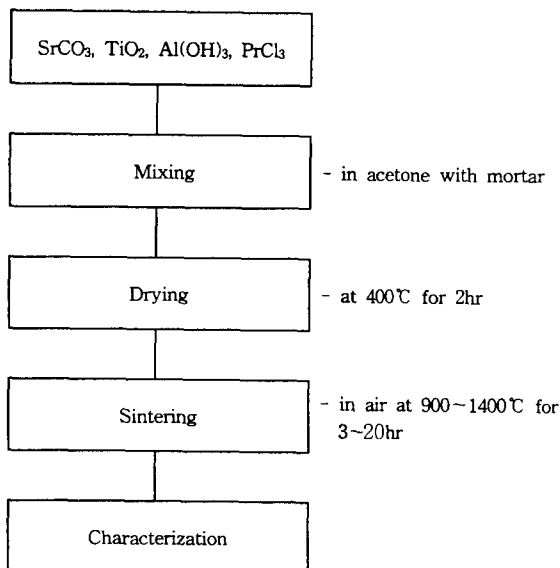 SrCO₃, TiO₂, Al(OH)₃, PrCl₃
Mixing
- in acetone with mortar
Drying
- at 400℃ for 2hr
Sintering
- in air at 900~1400℃ for
3~20hr
Characterization